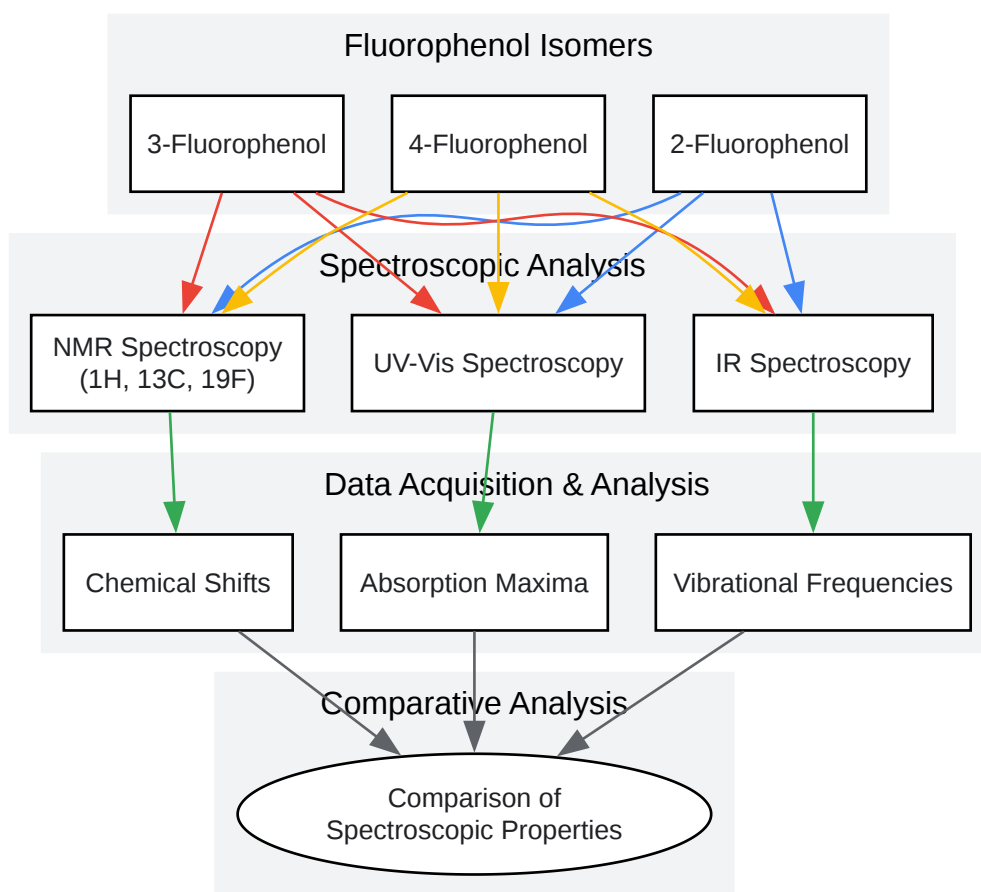 Fluorophenol Isomers
3-Fluorophenol
4-Fluorophenol
2-Fluorophenol
Spectroscopic Analysis
NMR Spectroscopy
(1H, 13C, 19F)
UV-Vis Spectroscopy
IR Spectroscopy
Data Acquisition & Analysis
Chemical Shifts
Absorption Maxima
Vibrational Frequencies
Comparative Analysis
Comparison of
Spectroscopic Properties